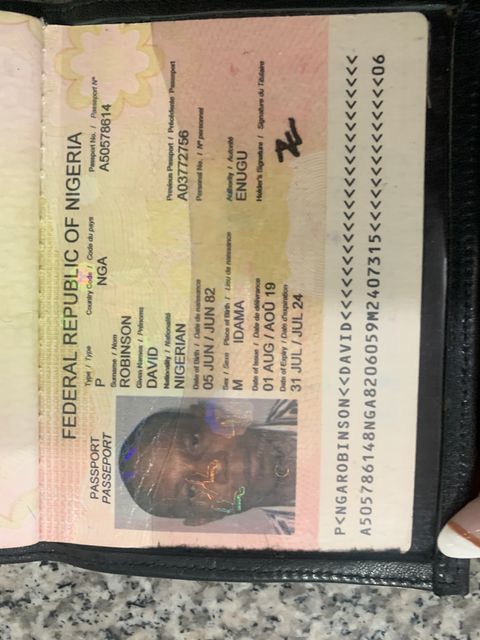 FEDERAL REPUBLIC OF NIGERIA
PASSPORT
PASSEPORT
Type / Type Country Code / Code du pays Passport No. / Passeport N°
P NGA A50578614
Surname / Nom
ROBINSON
Given Names / Prénoms
DAVID
Nationality / Nationalité Previous Passport / Précédente Passeport
NIGERIAN A03772756
Date of Birth / Date de naissance Personal No. / N° personnel
05 JUN / JUN 82
Sex / Sexe Place of Birth / Lieu de naissance Authority / Autorité
M IDAMA ENUGU
Date of Issue / Date de délivrance Holder's Signature / Signature du Titulaire
01 AUG / AOÛ 19
Date of Expiry / Date d'expiration
31 JUL / JUL 24
P<NGAROBINSON<<DAVID<<<<<<<<<<<<<<<<<<<<<<<<
A505786148NGA8206059M2407315<<<<<<<<<<<<<<06